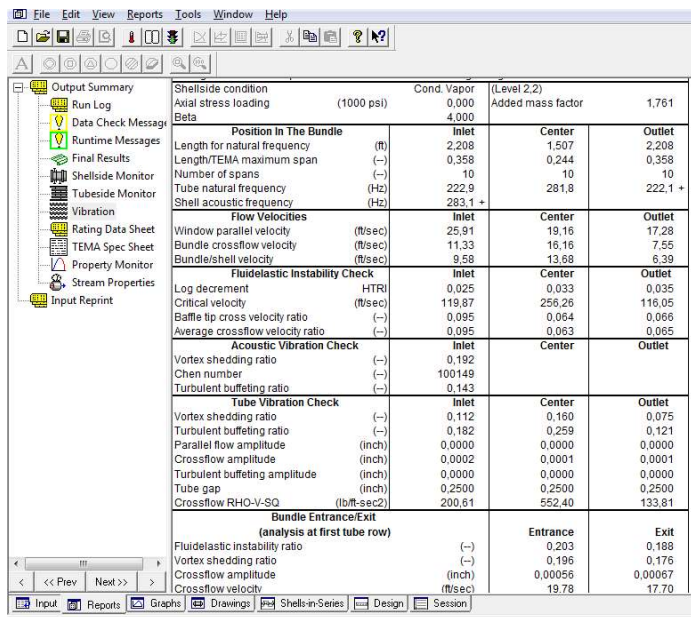 File Edit View Reports Tools Window Help
Output Summary
Run Log
Data Check Message
Runtime Messages
Final Results
Shellside Monitor
Tubeside Monitor
Vibration
Rating Data Sheet
TEMA Spec Sheet
Property Monitor
Stream Properties
Input Reprint
Shellside condition Cond. Vapor (Level 2,2)
Axial stress loading (1000 psi) 0,000 Added mass factor 1,761
Beta 4,000
Position In The Bundle Inlet Center Outlet
Length for natural frequency (ft) 2,208 1,507 2,208
Length/TEMA maximum span (--) 0,358 0,244 0,358
Number of spans (--) 10 10 10
Tube natural frequency (Hz) 222,9 281,8 222,1 +
Shell acoustic frequency (Hz) 283,1 +
Flow Velocities Inlet Center Outlet
Window parallel velocity (ft/sec) 25,91 19,16 17,28
Bundle crossflow velocity (ft/sec) 11,33 16,16 7,55
Bundle/shell velocity (ft/sec) 9,58 13,68 6,39
Fluidelastic Instability Check Inlet Center Outlet
Log decrement HTRI 0,025 0,033 0,035
Critical velocity (ft/sec) 119,87 256,26 116,05
Baffle tip cross velocity ratio (--) 0,095 0,064 0,066
Average crossflow velocity ratio (--) 0,095 0,063 0,065
Acoustic Vibration Check Inlet Center Outlet
Vortex shedding ratio (--) 0,192
Chen number (--) 100149
Turbulent buffeting ratio (--) 0,143
Tube Vibration Check Inlet Center Outlet
Vortex shedding ratio (--) 0,112 0,160 0,075
Turbulent buffeting ratio (--) 0,182 0,259 0,121
Parallel flow amplitude (inch) 0,0000 0,0000 0,0000
Crossflow amplitude (inch) 0,0002 0,0001 0,0001
Turbulent buffeting amplitude (inch) 0,0000 0,0000 0,0000
Tube gap (inch) 0,2500 0,2500 0,2500
Crossflow RHO-V-SQ (lb/ft-sec2) 200,61 552,40 133,81
Bundle Entrance/Exit
(analysis at first tube row) Entrance Exit
Fluidelastic instability ratio (--) 0,203 0,188
Vortex shedding ratio (--) 0,196 0,176
Crossflow amplitude (inch) 0,00056 0,00067
Crossflow velocity (ft/sec) 19.78 17.70
< << Prev Next >> >
Input Reports Graphs Drawings Shells-in-Series Design Session